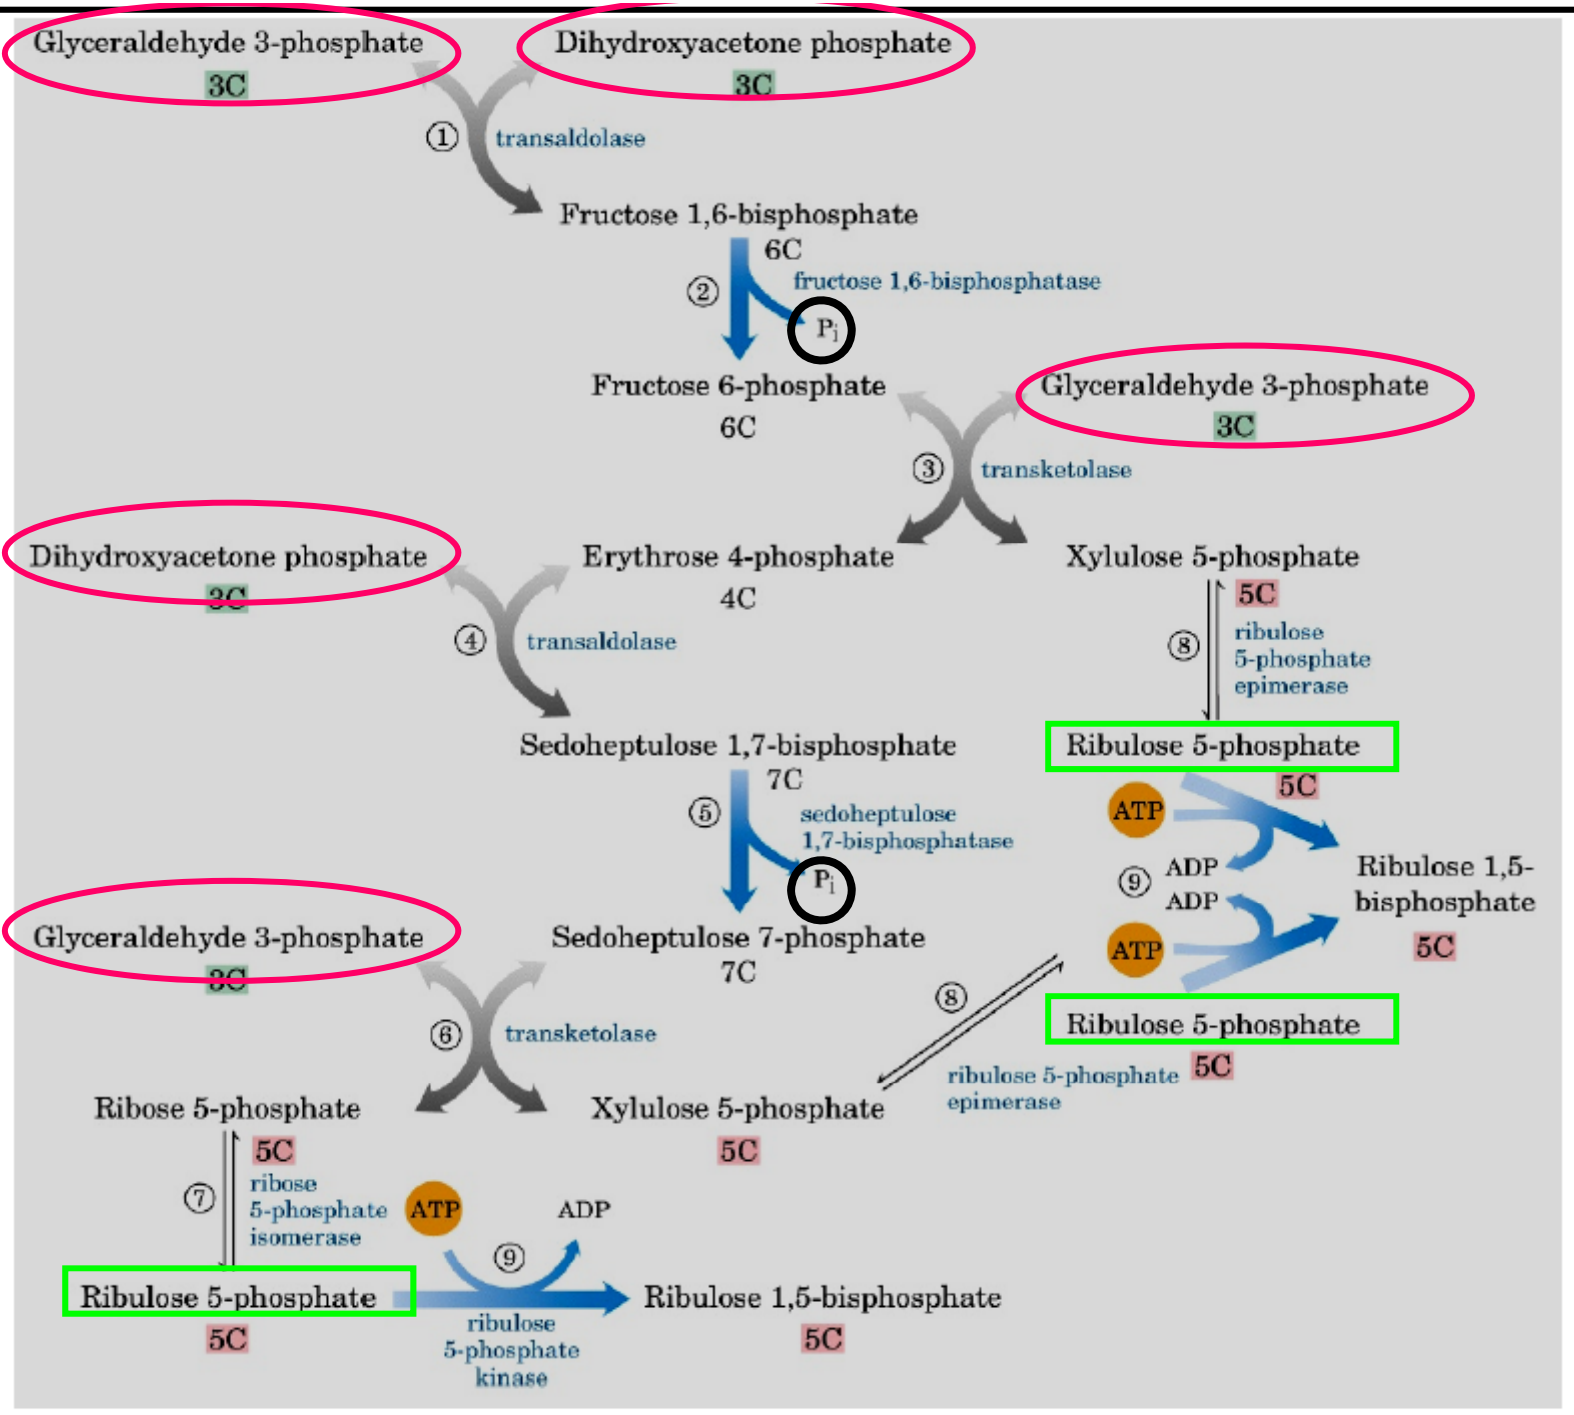 Glyceraldehyde 3-phosphate
Dihydroxyacetone phosphate
3C
3C
① transaldolase
Fructose 1,6-bisphosphate
6C
② fructose 1,6-bisphosphatase
Pi
Fructose 6-phosphate
Glyceraldehyde 3-phosphate
6C
3C
③ transketolase
Dihydroxyacetone phosphate
Erythrose 4-phosphate
Xylulose 5-phosphate
3C
4C
5C
④ transaldolase
⑧ ribulose
5-phosphate
epimerase
Sedoheptulose 1,7-bisphosphate
Ribulose 5-phosphate
7C
5C
⑤ sedoheptulose
1,7-bisphosphatase
Pi
ATP
ADP
⑨
ADP
ATP
Ribulose 1,5-
bisphosphate
5C
Glyceraldehyde 3-phosphate
Sedoheptulose 7-phosphate
3C
7C
⑧
Ribulose 5-phosphate
5C
ribulose 5-phosphate
epimerase
⑥ transketolase
Ribose 5-phosphate
Xylulose 5-phosphate
5C
5C
⑦ ribose
5-phosphate
isomerase
ATP
ADP
⑨
Ribulose 5-phosphate
Ribulose 1,5-bisphosphate
5C
ribulose
5-phosphate
kinase
5C